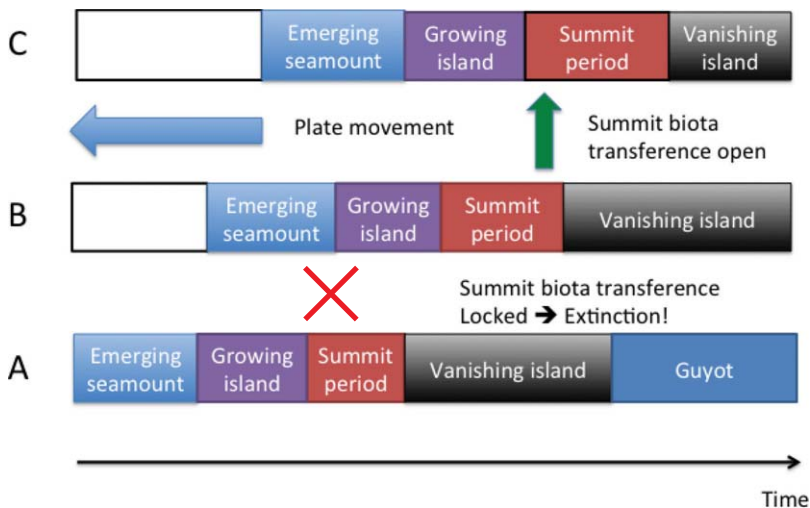 C
Emerging
seamount
Growing
island
Summit
period
Vanishing
island
Plate movement
Summit biota
transference open
B
Emerging
seamount
Growing
island
Summit
period
Vanishing island
Summit biota transference
Locked ➔ Extinction!
A
Emerging
seamount
Growing
island
Summit
period
Vanishing island
Guyot
Time